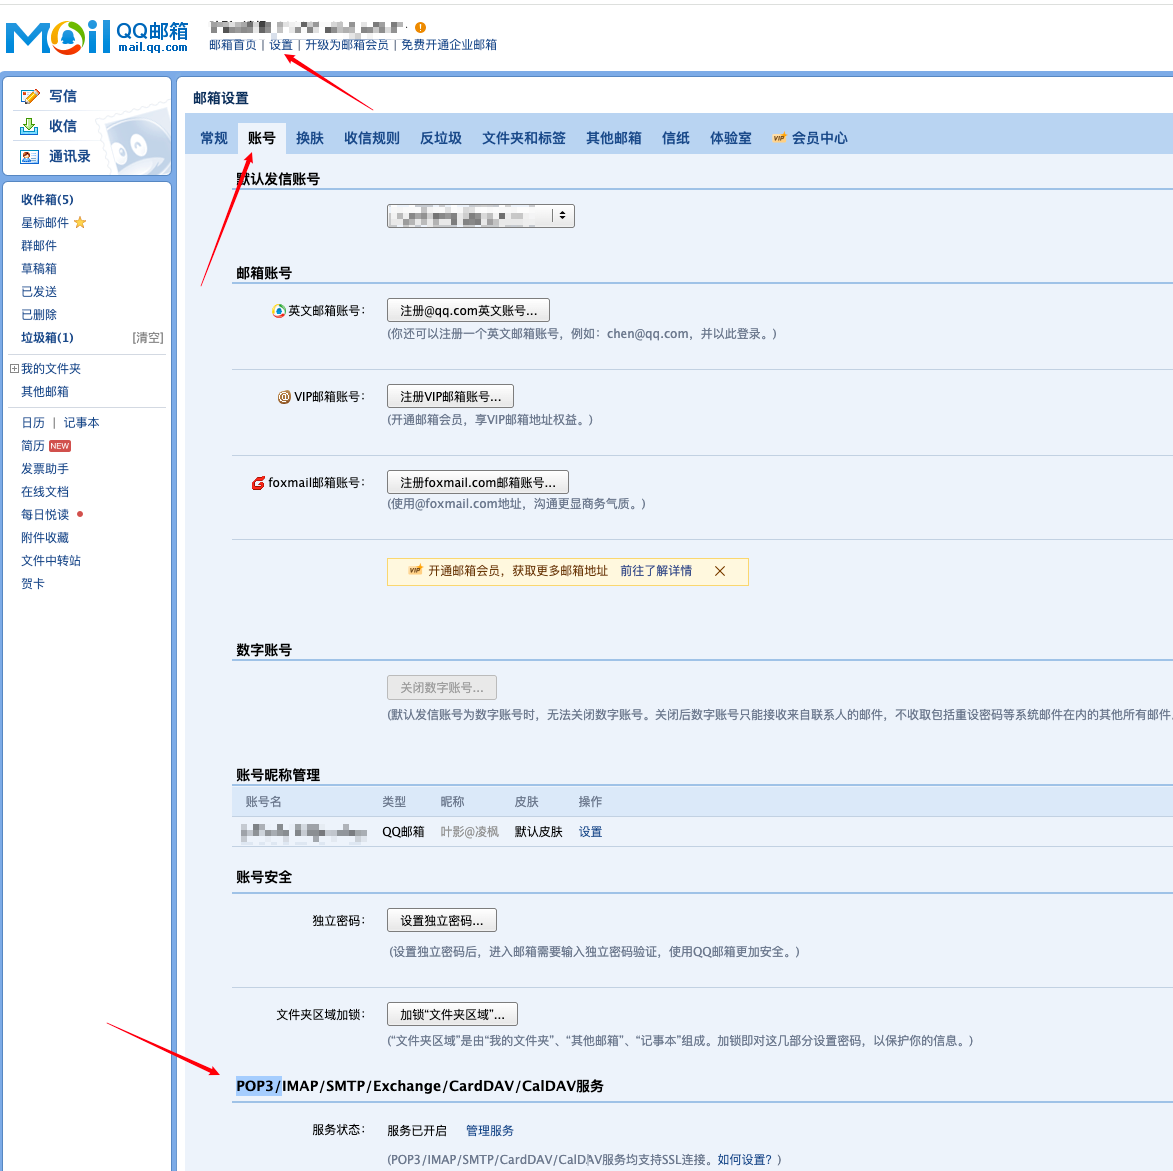 Mail QQ邮箱
mail.qq.com
邮箱首页 | 设置 | 升级为邮箱会员 | 免费开通企业邮箱
写信
收信
通讯录
收件箱(5)
星标邮件
群邮件
草稿箱
已发送
已删除
垃圾箱(1) [清空]
我的文件夹
其他邮箱
日历 | 记事本
简历 NEW
发票助手
在线文档
每日悦读
附件收藏
文件中转站
贺卡
邮箱设置
常规 账号 换肤 收信规则 反垃圾 文件夹和标签 其他邮箱 信纸 体验室 VIP 会员中心
默认发信账号
邮箱账号
英文邮箱账号： 注册@qq.com英文账号...
(你还可以注册一个英文邮箱账号，例如：chen@qq.com，并以此登录。)
VIP邮箱账号： 注册VIP邮箱账号...
(开通邮箱会员，享VIP邮箱地址权益。)
foxmail邮箱账号： 注册foxmail.com邮箱账号...
(使用@foxmail.com地址，沟通更显商务气质。)
VIP 开通邮箱会员，获取更多邮箱地址 前往了解详情
数字账号
关闭数字账号...
(默认发信账号为数字账号时，无法关闭数字账号。关闭后数字账号只能接收来自联系人的邮件，不收取包括重设密码等系统邮件在内的其他所有邮件
账号昵称管理
账号名 类型 昵称 皮肤 操作
QQ邮箱 叶影@凌枫 默认皮肤 设置
账号安全
独立密码： 设置独立密码...
(设置独立密码后，进入邮箱需要输入独立密码验证，使用QQ邮箱更加安全。)
文件夹区域加锁： 加锁“文件夹区域”...
(“文件夹区域”是由“我的文件夹”、“其他邮箱”、“记事本”组成。加锁即对这几部分设置密码，以保护你的信息。)
POP3/IMAP/SMTP/Exchange/CardDAV/CalDAV服务
服务状态： 服务已开启 管理服务
(POP3/IMAP/SMTP/CardDAV/CalDAV服务均支持SSL连接。如何设置？)